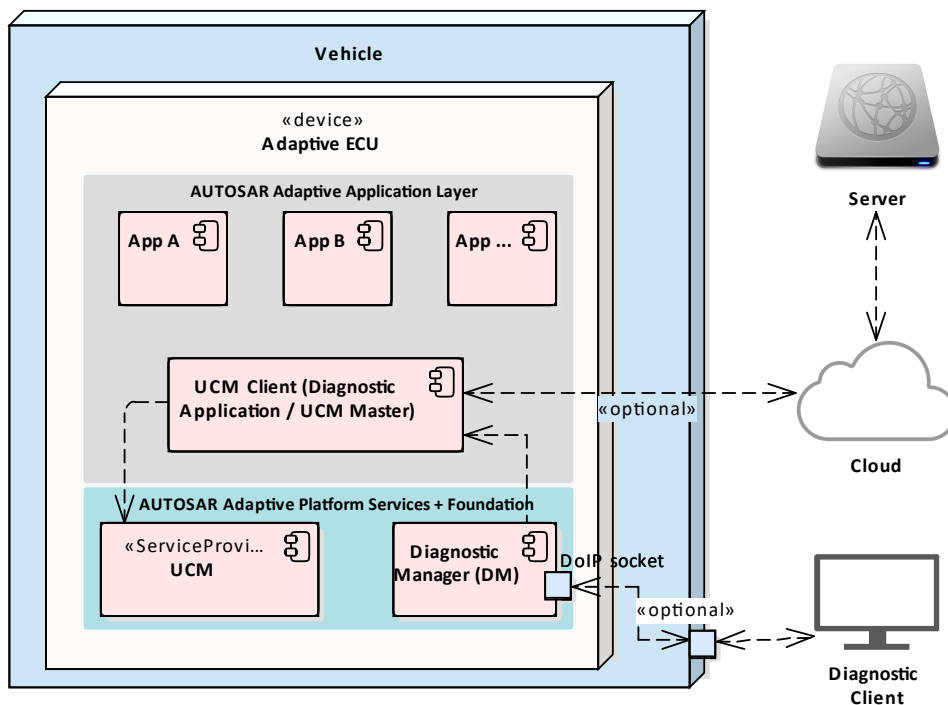 Vehicle
«device»
Adaptive ECU
AUTOSAR Adaptive Application Layer
App A
App B
App ...
UCM Client (Diagnostic
Application / UCM Master)
«optional»
Server
Cloud
AUTOSAR Adaptive Platform Services + Foundation
«ServiceProvi...
UCM
Diagnostic
Manager (DM)
DoIP socket
«optional»
Diagnostic
Client